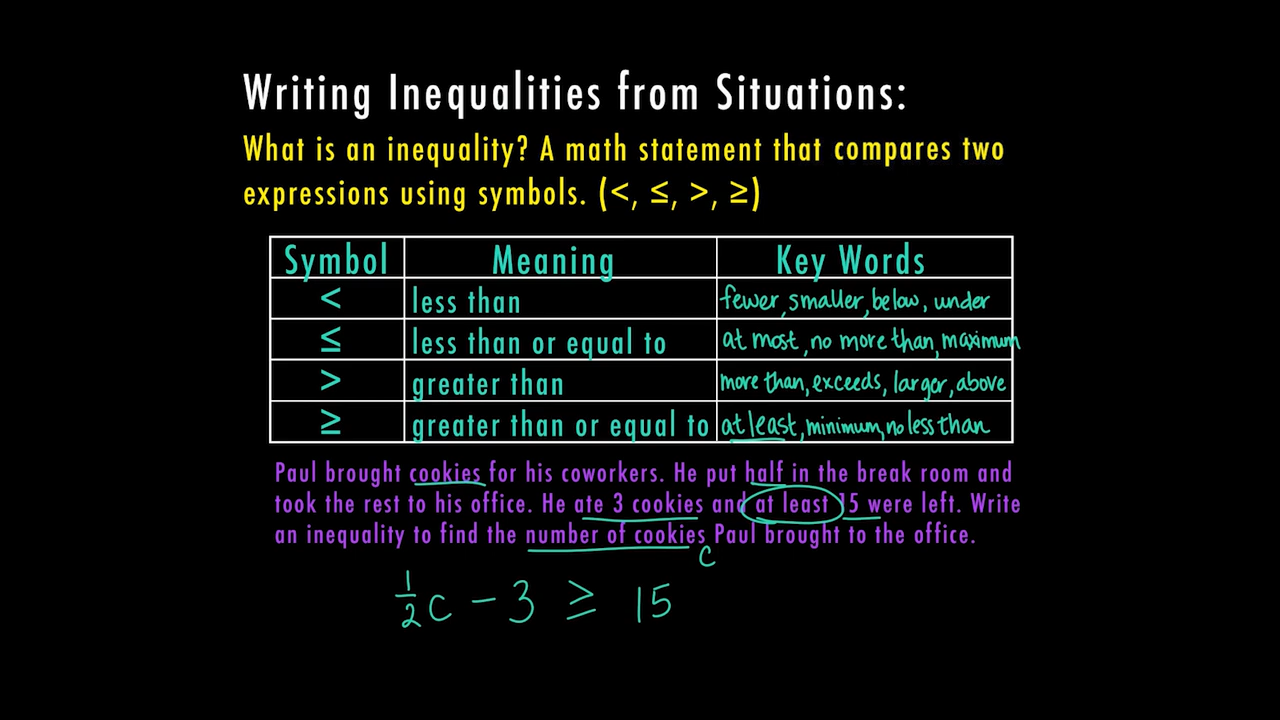 Writing Inequalities from Situations:
What is an inequality? A math statement that compares two
expressions using symbols. (<, ≤, >, ≥)
Symbol Meaning Key Words
< less than fewer, smaller, below, under
≤ less than or equal to at most, no more than, maximum
> greater than more than, exceeds, larger, above
≥ greater than or equal to at least, minimum, no less than
Paul brought cookies for his coworkers. He put half in the break room and
took the rest to his office. He ate 3 cookies and at least 15 were left. Write
an inequality to find the number of cookies Paul brought to the office.
c
1/2 c - 3 ≥ 15